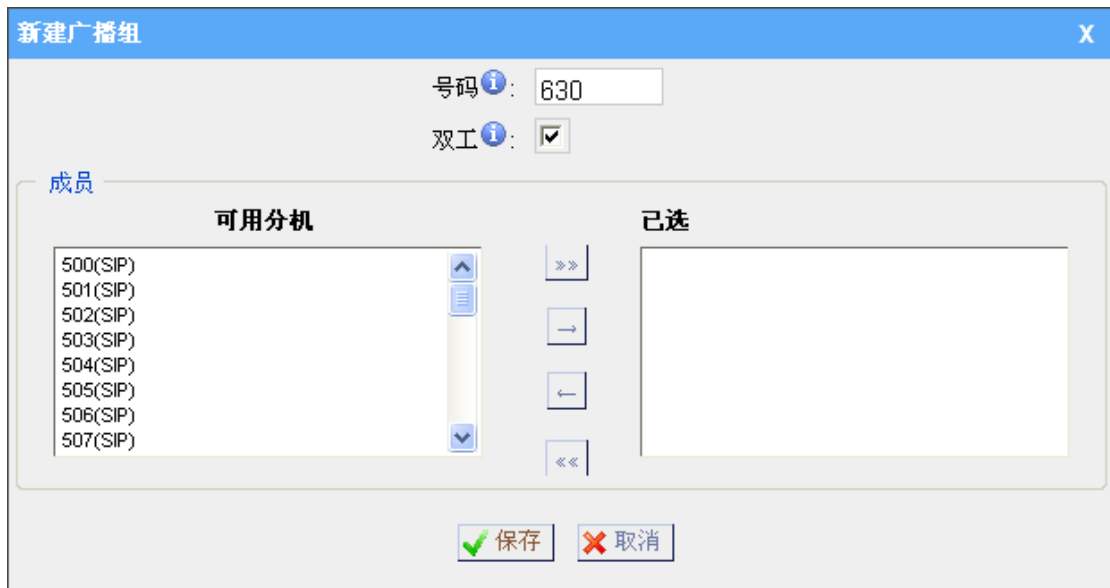 新建广播组 X
号码 : 630
双工 :
成员
可用分机 已选
500(SIP)
501(SIP)
502(SIP)
503(SIP)
504(SIP)
505(SIP)
506(SIP)
507(SIP)
保存 取消